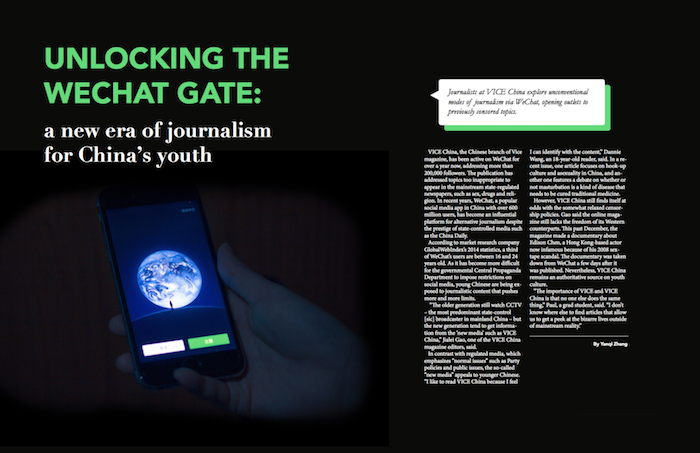 UNLOCKING THE
WECHAT GATE:
a new era of journalism
for China's youth
Journalists at VICE China explore unconventional
modes of journalism via WeChat, opening outlets to
previously censored topics.
VICE China, the Chinese branch of Vice
magazine, has been active on WeChat for
over a year now, addressing more than
200,000 followers. The publication has
addressed topics too inappropriate to
appear in the mainstream state-regulated
newspapers, such as sex, drugs and reli-
gion. In recent years, WeChat, a popular
social media app in China with over 600
million users, has become an influential
platform for alternative journalism despite
the prestige of state-controlled media such
as the China Daily.
According to market research company
GlobalWebIndex's 2014 statistics, a third
of WeChat's users are between 16 and 24
years old. As it has become more difficult
for the governmental Central Propaganda
Department to impose restrictions on
social media, young Chinese are being ex-
posed to journalistic content that pushes
more and more limits.
"The older generation still watch CCTV
– the most predominant state-control
[sic] broadcaster in mainland China – but
the new generation tend to get informa-
tion from the 'new media' such as VICE
China," Jialei Gao, one of the VICE China
magazine editors, said.
In contrast with regulated media, which
emphasizes "normal issues" such as Party
policies and public issues, the so-called
"new media" appeals to younger Chinese.
"I like to read VICE China because I feel
I can identify with the content," Dannie
Wang, an 18-year-old reader, said. In a re-
cent issue, one article focuses on hook-up
culture and asexuality in China, and an-
other one features a debate on whether or
not masturbation is a kind of disease that
needs to be cured traditional medicine.
However, VICE China still finds itself at
odds with the somewhat relaxed censor-
ship policies. Gao said the online maga-
zine still lacks the freedom of its Western
counterparts. This past December, the
magazine made a documentary about
Edison Chen, a Hong Kong-based actor
now infamous because of his 2008 sex-
tape scandal. The documentary was taken
down from WeChat a few days after it
was published. Nevertheless, VICE China
remains an authoritative source on youth
culture.
"The importance of VICE and VICE
China is that no one else does the same
thing," Paul, a grad student, said. "I don't
know where else to find articles that allow
us to get a peek at the bizarre lives outside
of mainstream reality."
By Yanqi Zhang